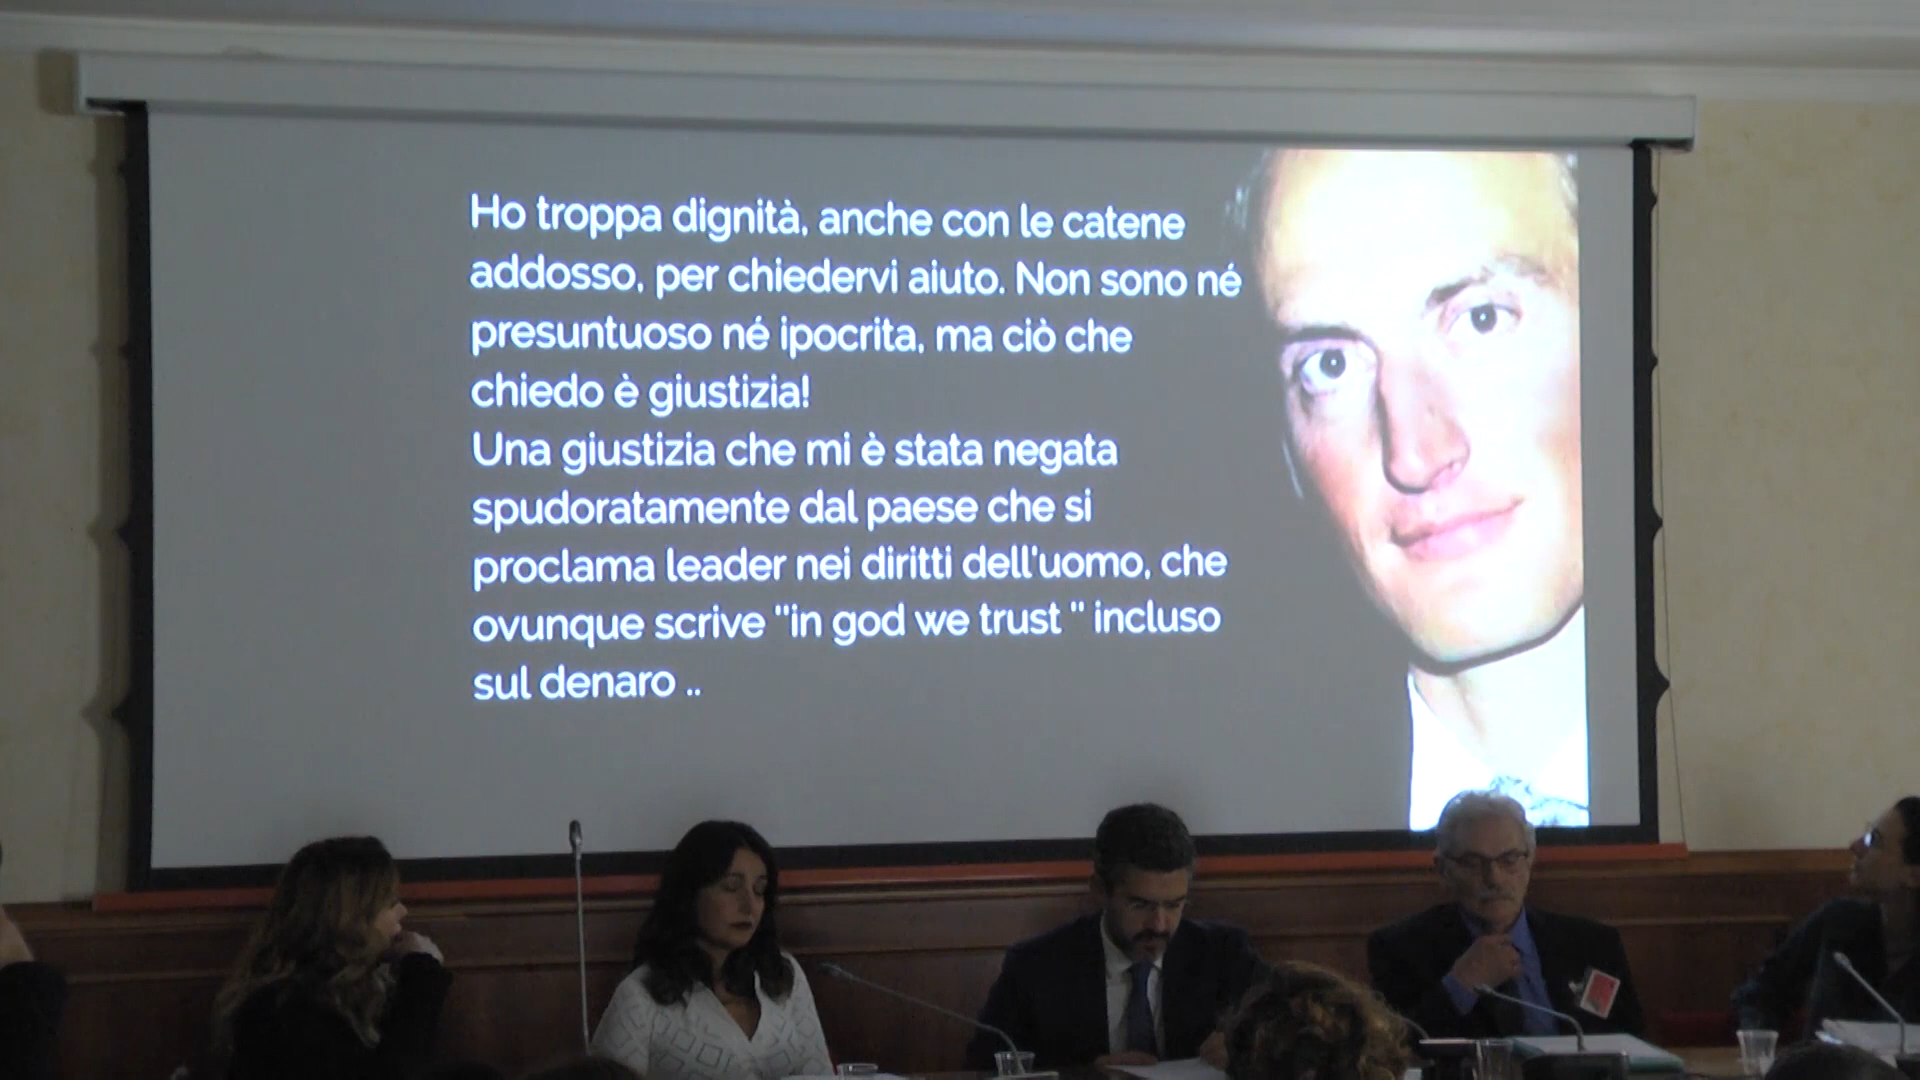 Ho troppa dignità, anche con le catene
addosso, per chiedervi aiuto. Non sono né
presuntuoso né ipocrita, ma ciò che
chiedo è giustizia!
Una giustizia che mi è stata negata
spudoratamente dal paese che si
proclama leader nei diritti dell'uomo, che
ovunque scrive "in god we trust " incluso
sul denaro ..